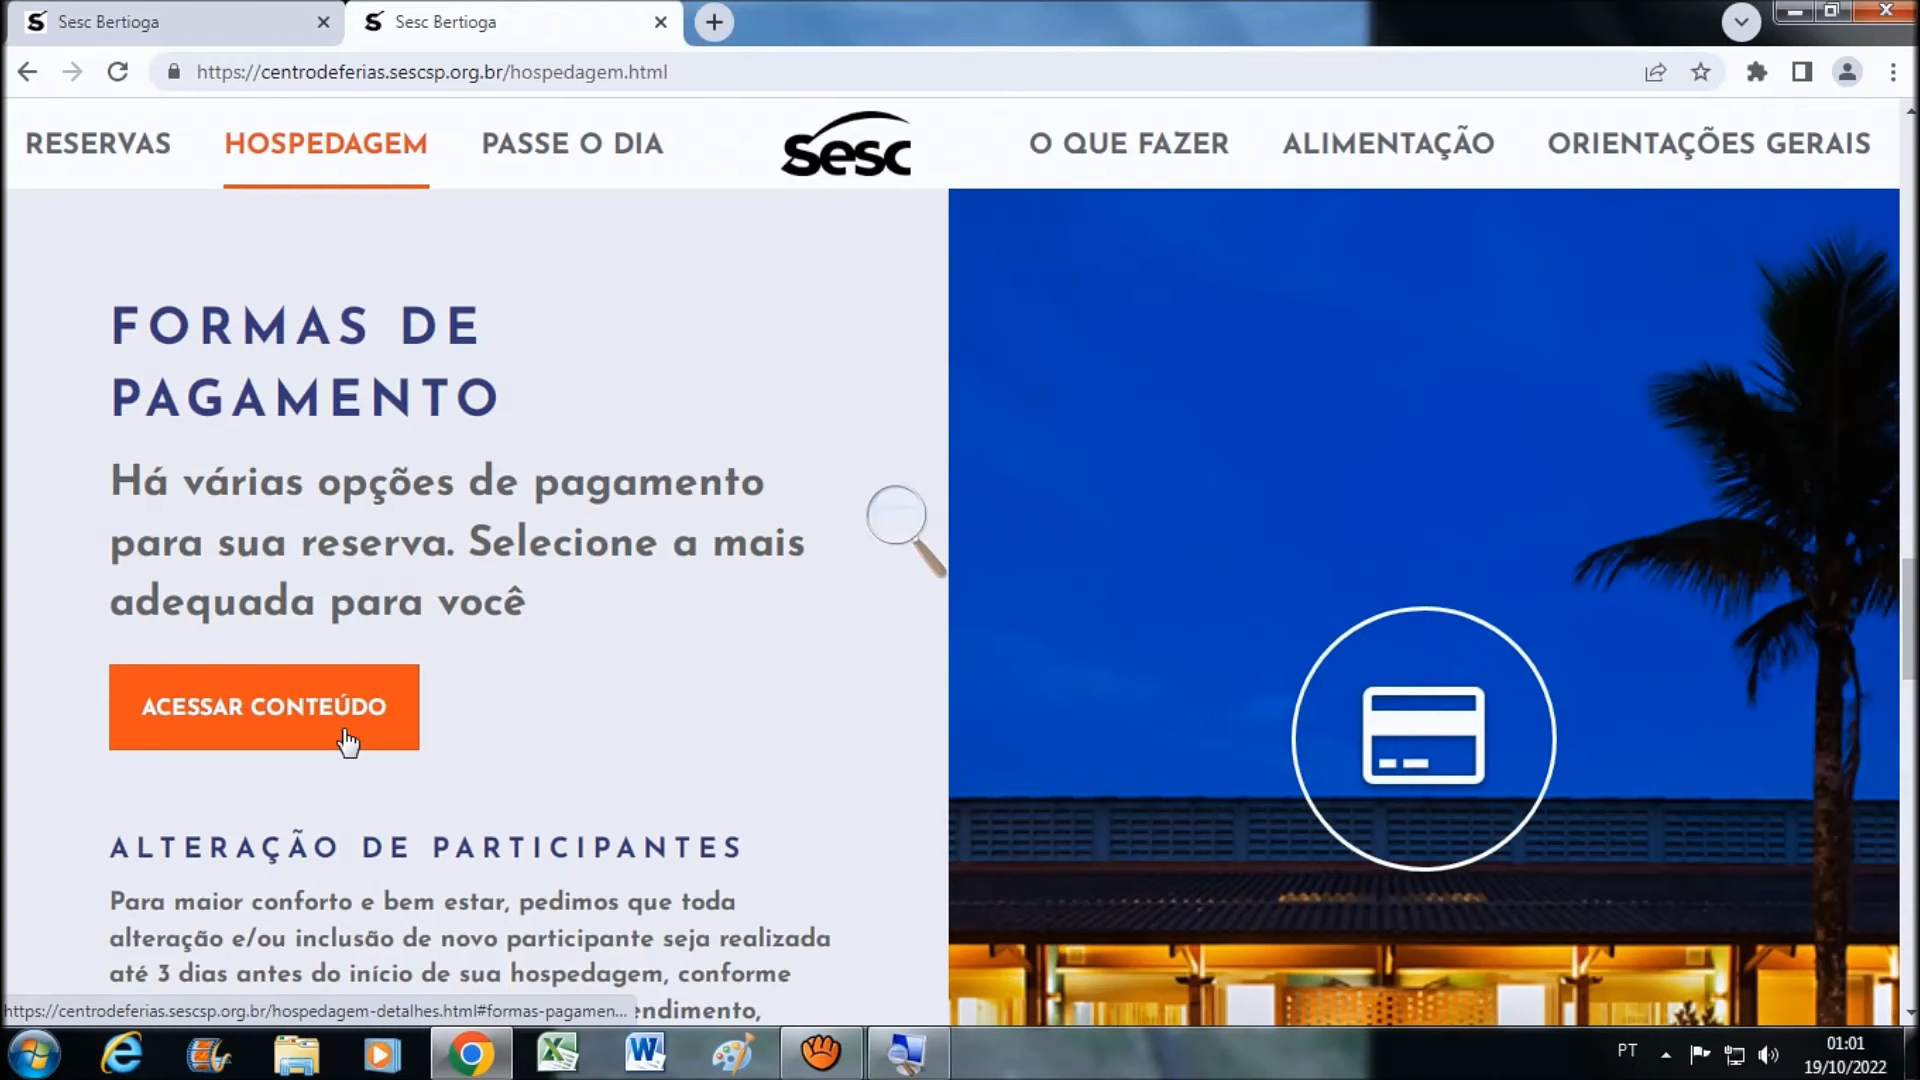 Sesc Bertioga
Sesc Bertioga
https://centrodeferias.sescsp.org.br/hospedagem.html
RESERVAS
HOSPEDAGEM
PASSE O DIA
Sesc
O QUE FAZER
ALIMENTAÇÃO
ORIENTAÇÕES GERAIS
FORMAS DE
PAGAMENTO
Há várias opções de pagamento
para sua reserva. Selecione a mais
adequada para você
ACESSAR CONTEÚDO
ALTERAÇÃO DE PARTICIPANTES
Para maior conforto e bem estar, pedimos que toda
alteração e/ou inclusão de novo participante seja realizada
até 3 dias antes do início de sua hospedagem, conforme
endimento,
https://centrodeferias.sescsp.org.br/hospedagem-detalhes.html#formas-pagamen...
PT
01:01
19/10/2022